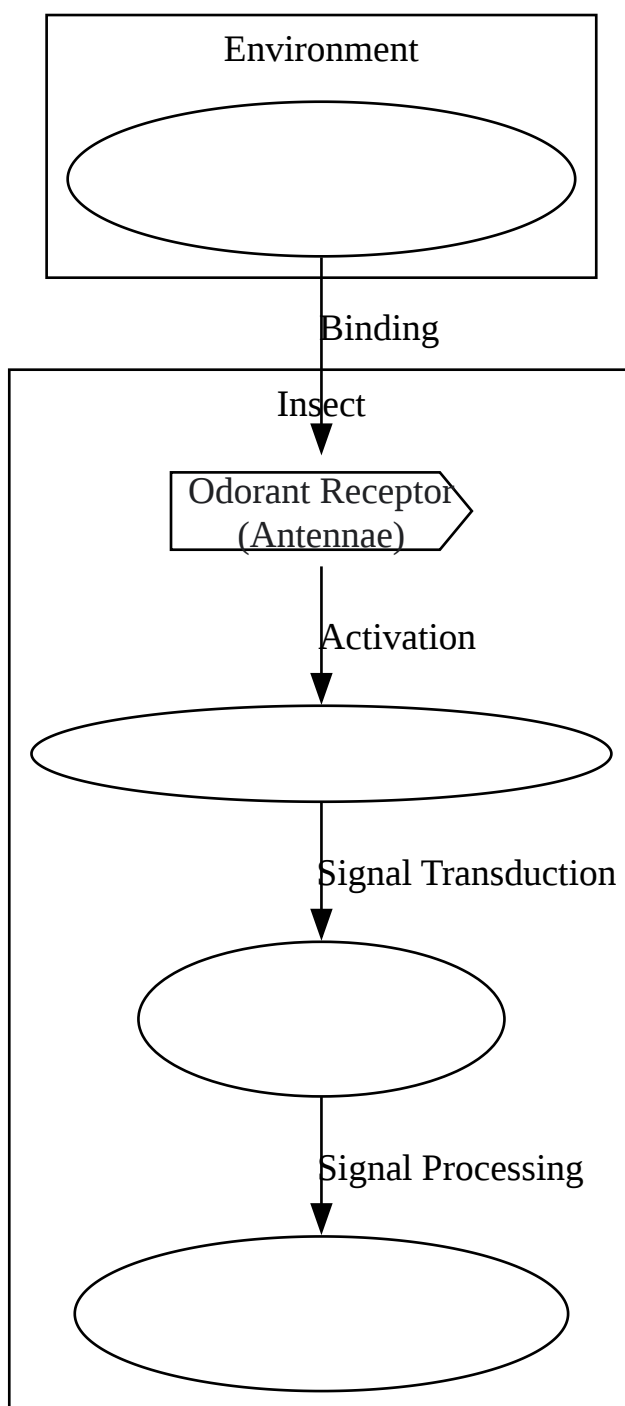 Environment
Binding
Insect
Odorant Receptor
(Antennae)
Activation
Signal Transduction
Signal Processing